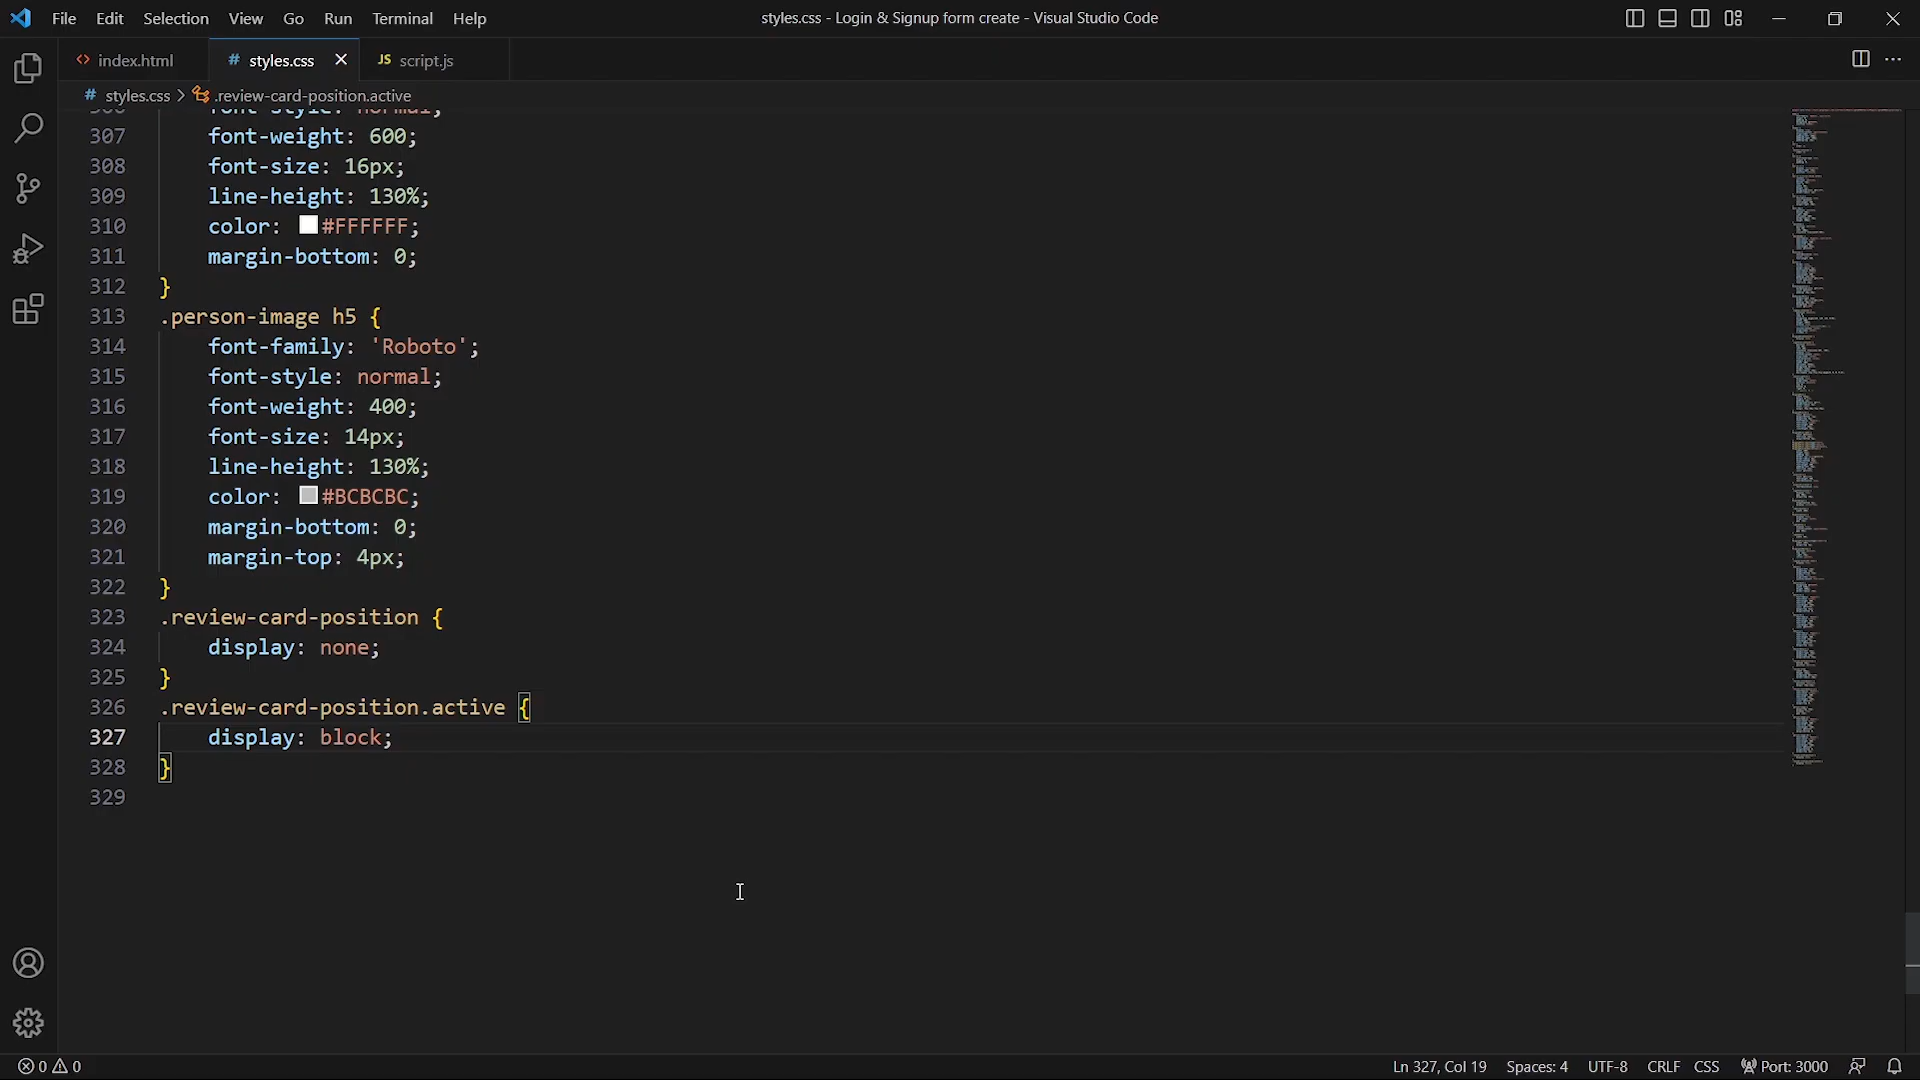 File Edit Selection View Go Run Terminal Help
styles.css - Login & Signup form create - Visual Studio Code
index.html
# styles.css
JS script.js
# styles.css > .review-card-position.active
306 font-style: normal;
307 font-weight: 600;
308 font-size: 16px;
309 line-height: 130%;
310 color: #FFFFFF;
311 margin-bottom: 0;
312 }
313 .person-image h5 {
314 font-family: 'Roboto';
315 font-style: normal;
316 font-weight: 400;
317 font-size: 14px;
318 line-height: 130%;
319 color: #BCBCBC;
320 margin-bottom: 0;
321 margin-top: 4px;
322 }
323 .review-card-position {
324 display: none;
325 }
326 .review-card-position.active {
327 display: block;
328 }
329
0 0
Ln 327, Col 19 Spaces: 4 UTF-8 CRLF CSS Port: 3000